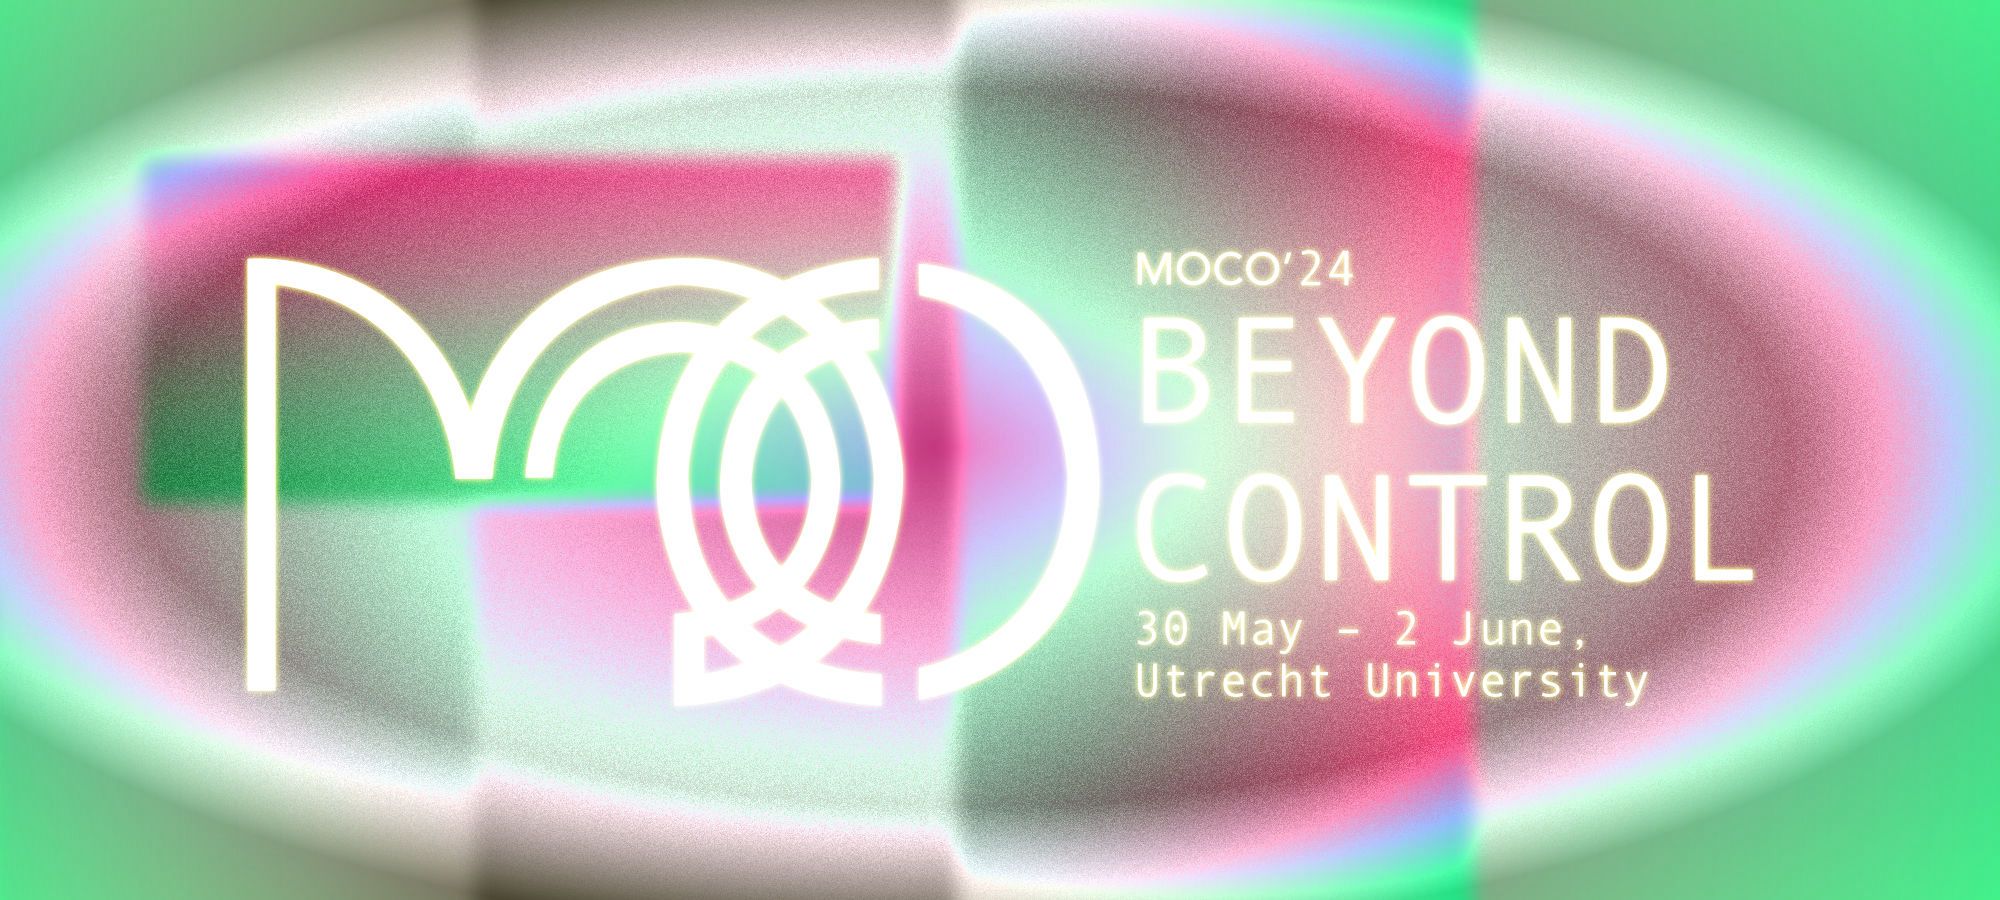 MOCO'24
BEYOND
CONTROL
30 May – 2 June,
Utrecht University